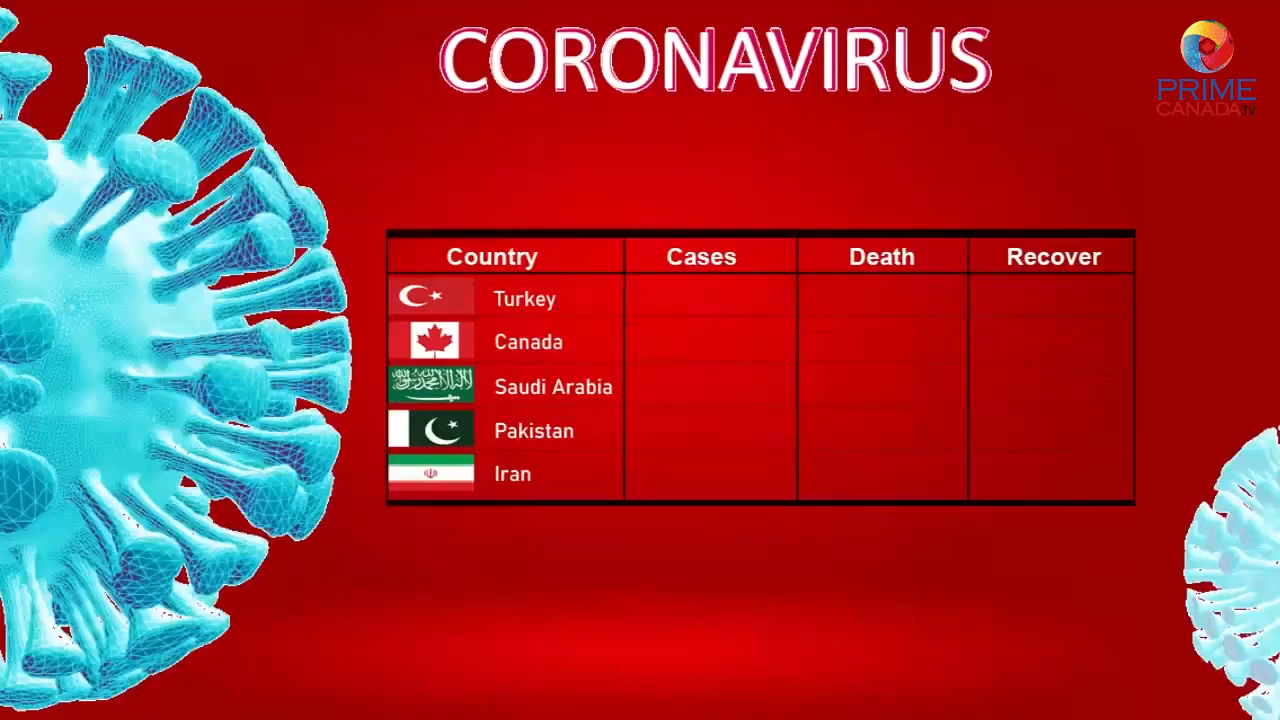 CORONAVIRUS
PRIME
CANADA TV
Country Cases Death Recover
Turkey
Canada
Saudi Arabia
Pakistan
Iran